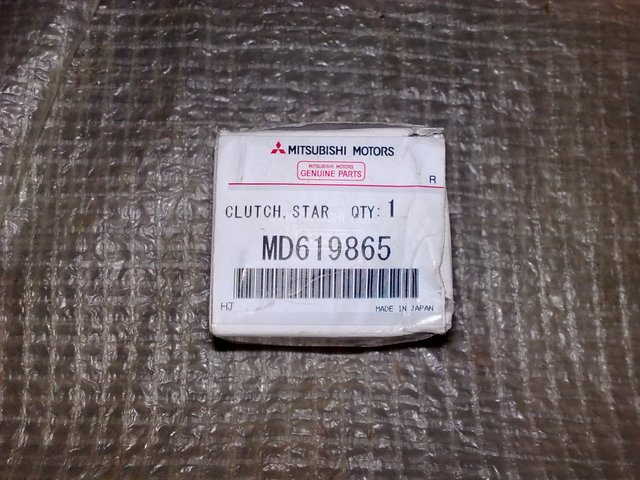 MITSUBISHI MOTORS
MITSUBISHI MOTORS
GENUINE PARTS
R
CLUTCH, STAR QTY: 1
MD619865
HJ MADE IN JAPAN